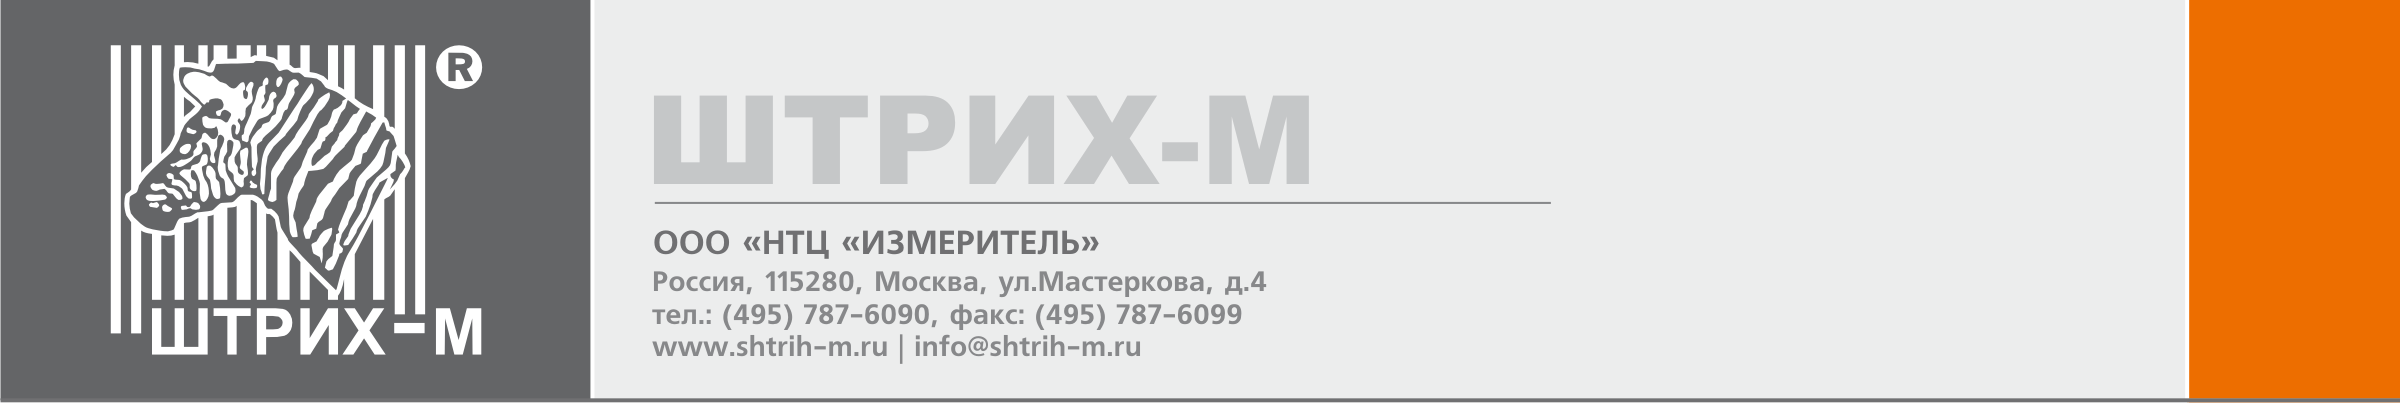 ШТРИХ-М
®
ШТРИХ-М
ООО «НТЦ «ИЗМЕРИТЕЛЬ»
Россия, 115280, Москва, ул.Мастеркова, д.4
тел.: (495) 787-6090, факс: (495) 787-6099
www.shtrih-m.ru | info@shtrih-m.ru